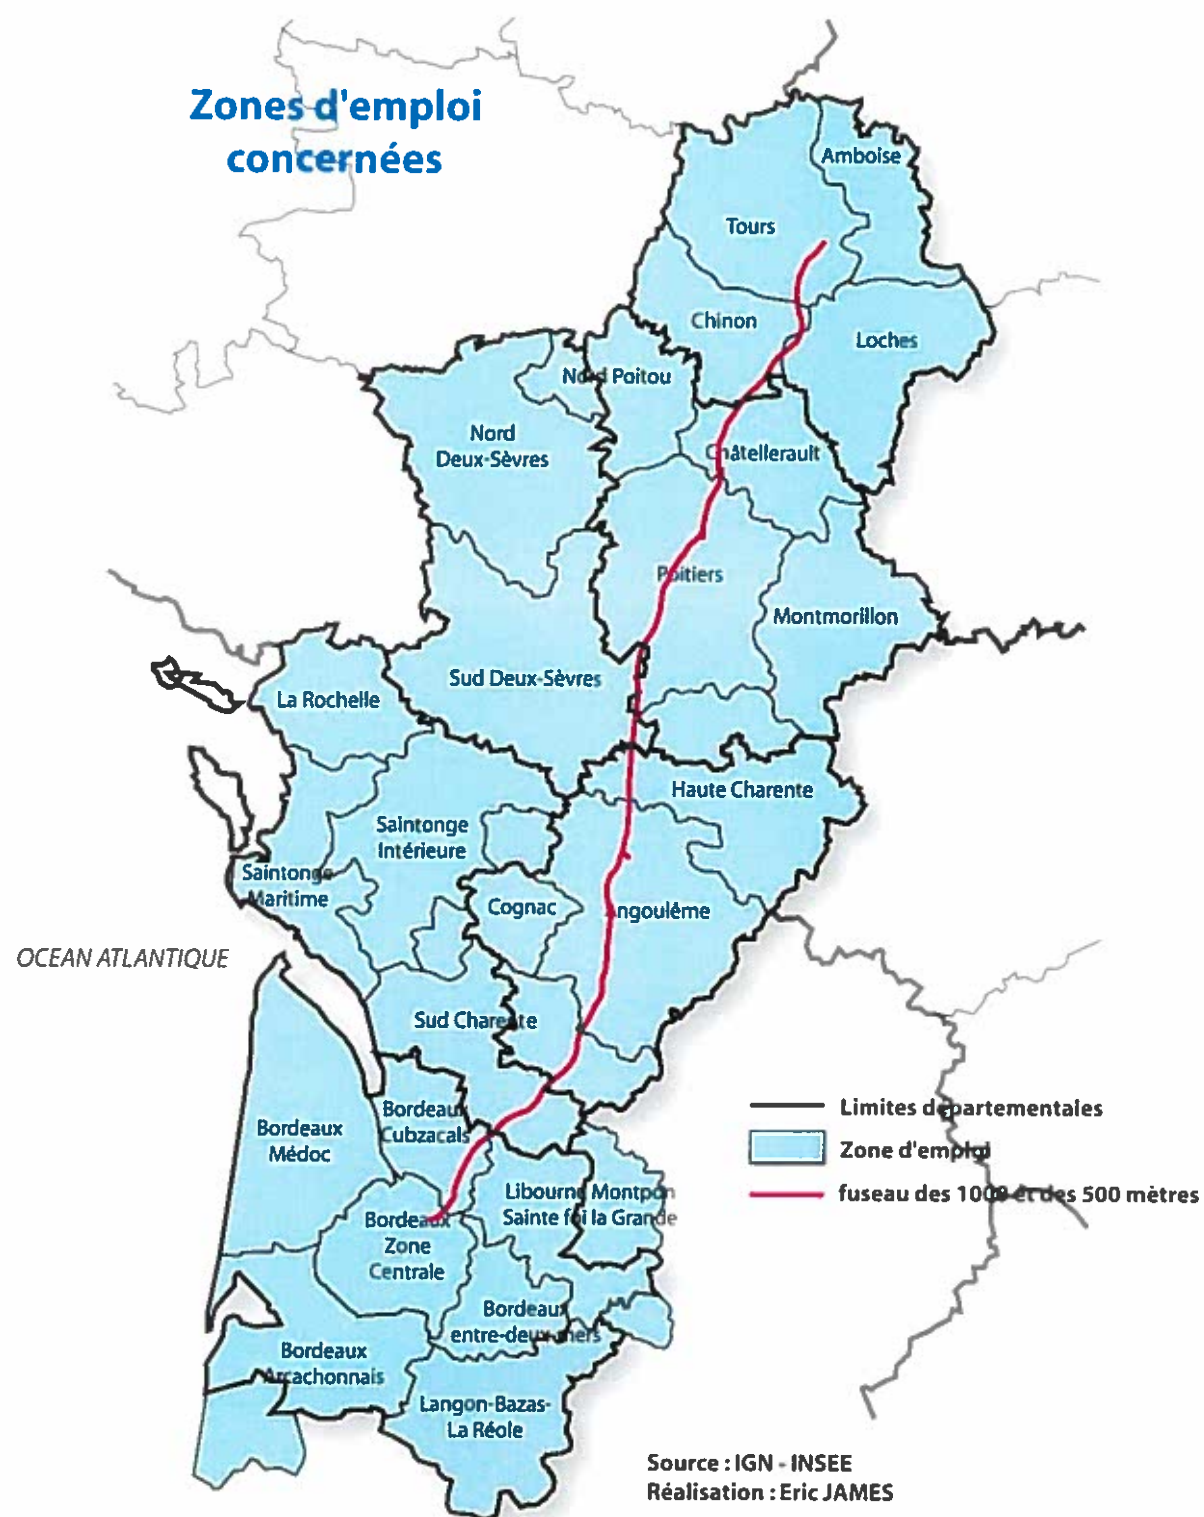 Zones d'emploi
concernées
Amboise
Tours
Chinon
Loches
Nord Poitou
Nord
Deux-Sèvres
Châtellerault
Poitiers
Montmorillon
Sud Deux-Sèvres
La Rochelle
Haute Charente
Saintonge
Intérieure
Saintonge
Maritime
Cognac
Angoulême
OCEAN ATLANTIQUE
Sud Charente
Bordeaux
Cubzacals
Bordeaux
Médoc
Libourne Montpon
Sainte foi la Grande
Bordeaux
Zone
Centrale
Bordeaux
entre-deux-mers
Bordeaux
Arcachonnais
Langon-Bazas-
La Réole
Limites departementales
Zone d'emploi
fuseau des 1000 et des 500 mètres
Source : IGN - INSEE
Réalisation : Eric JAMES